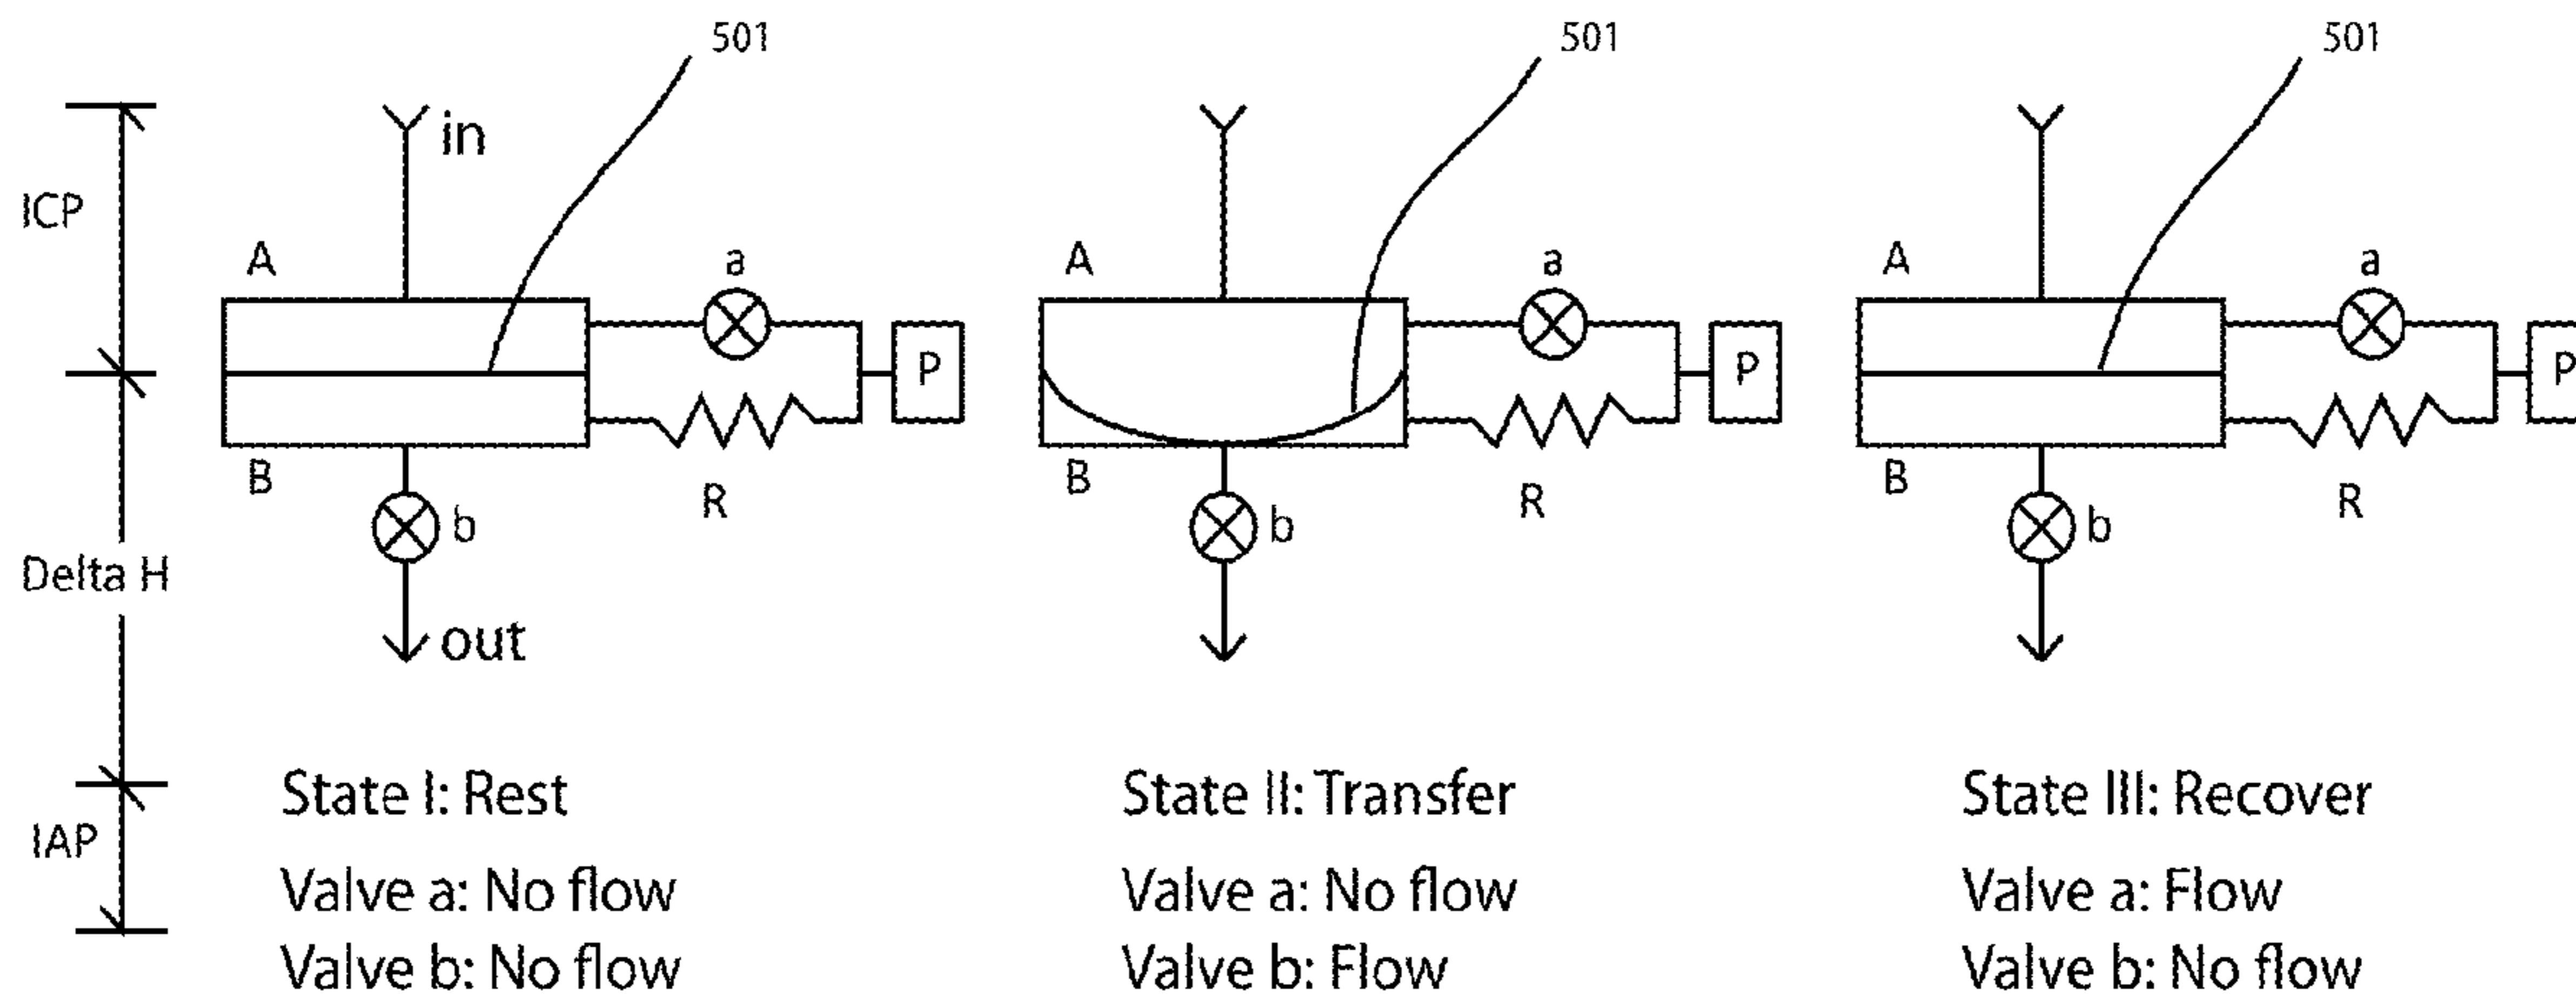 501
501
501
in
ICP
A
a
A
a
A
a
P
P
P
B
R
B
R
B
R
b
b
b
Delta H
out
State I: Rest
State II: Transfer
State III: Recover
IAP
Valve a: No flow
Valve a: No flow
Valve a: Flow
Valve b: No flow
Valve b: Flow
Valve b: No flow